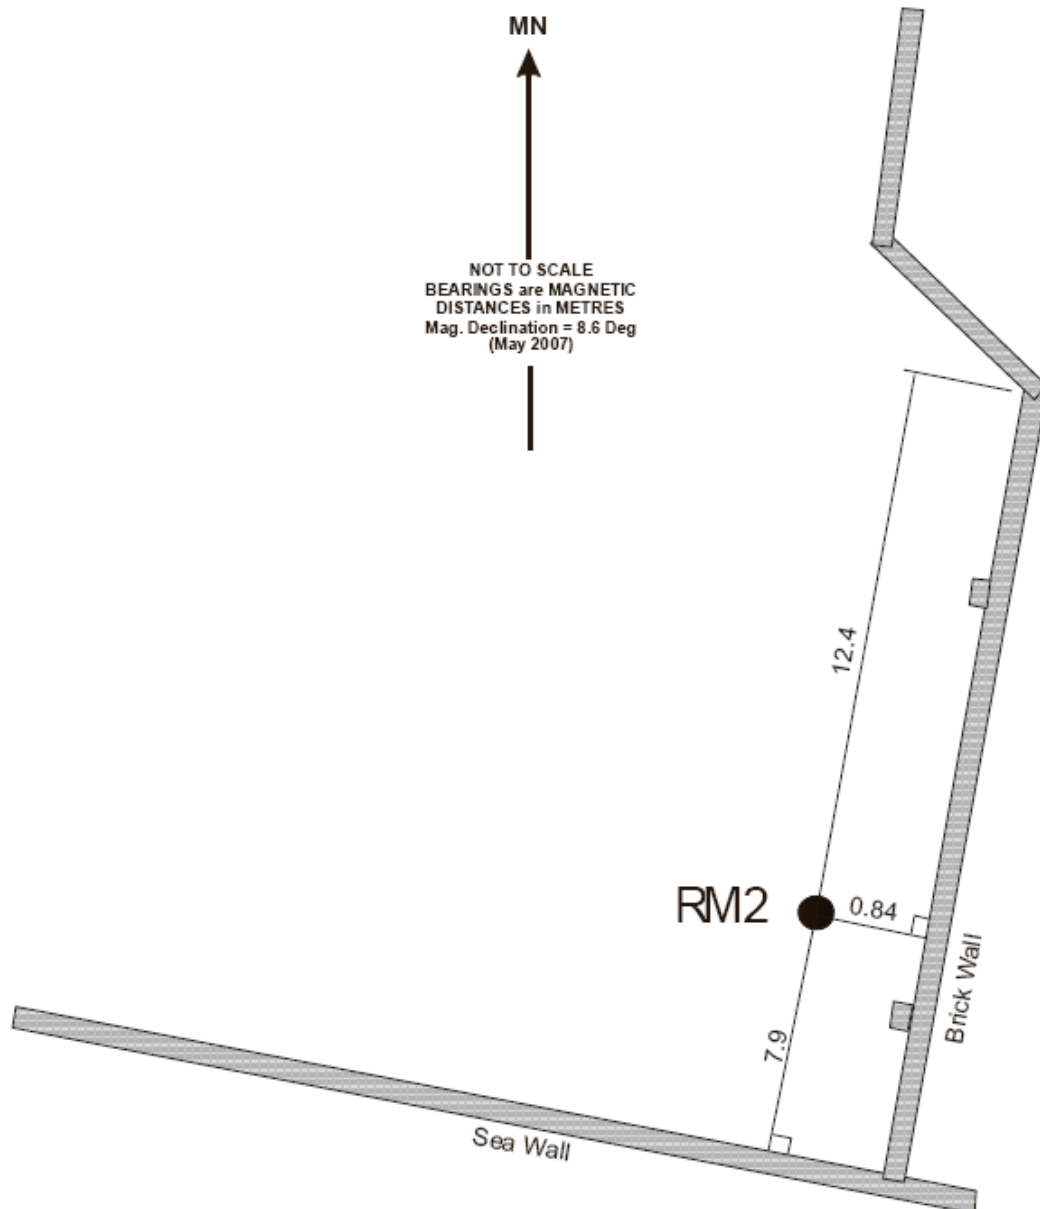 MN
NOT TO SCALE
BEARINGS are MAGNETIC
DISTANCES in METRES
Mag. Declination = 8.6 Deg
(May 2007)
12.4
RM2
0.84
Brick Wall
7.9
Sea Wall